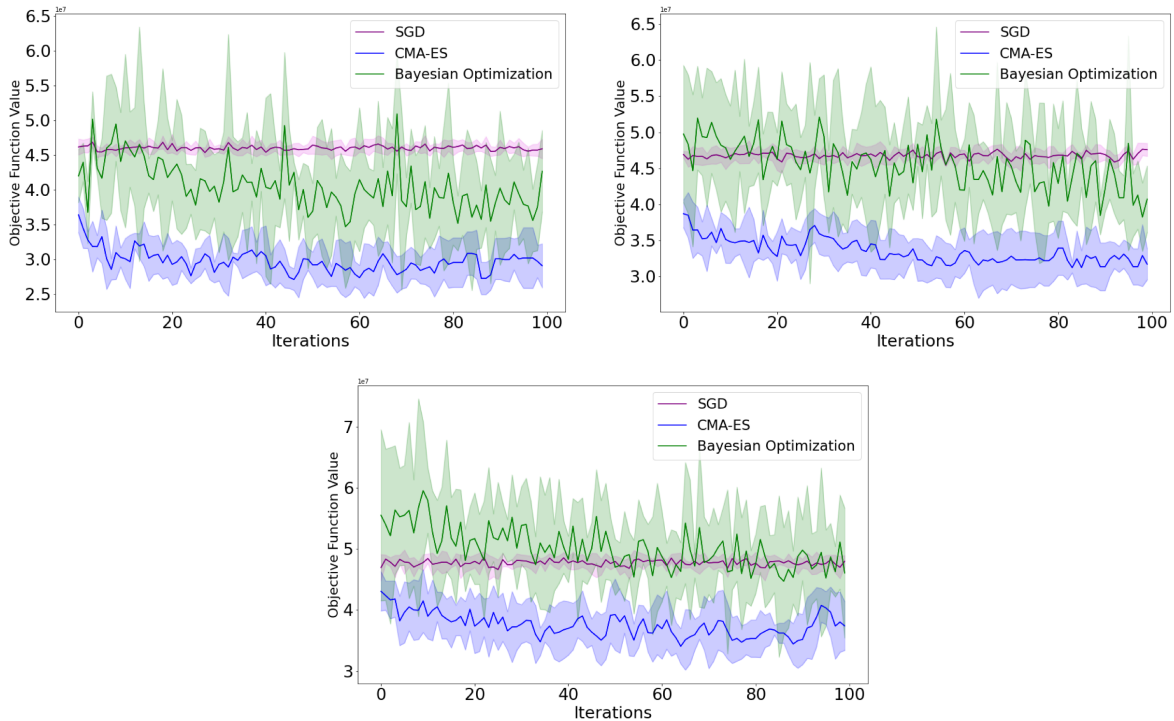 1e7
6.5
6.0
5.5
5.0
4.5
4.0
3.5
3.0
2.5
Objective Function Value
SGD
CMA-ES
Bayesian Optimization
0 20 40 60 80 100
Iterations
1e7
6.5
6.0
5.5
5.0
4.5
4.0
3.5
3.0
Objective Function Value
SGD
CMA-ES
Bayesian Optimization
0 20 40 60 80 100
Iterations
1e7
7
6
5
4
3
Objective Function Value
SGD
CMA-ES
Bayesian Optimization
0 20 40 60 80 100
Iterations